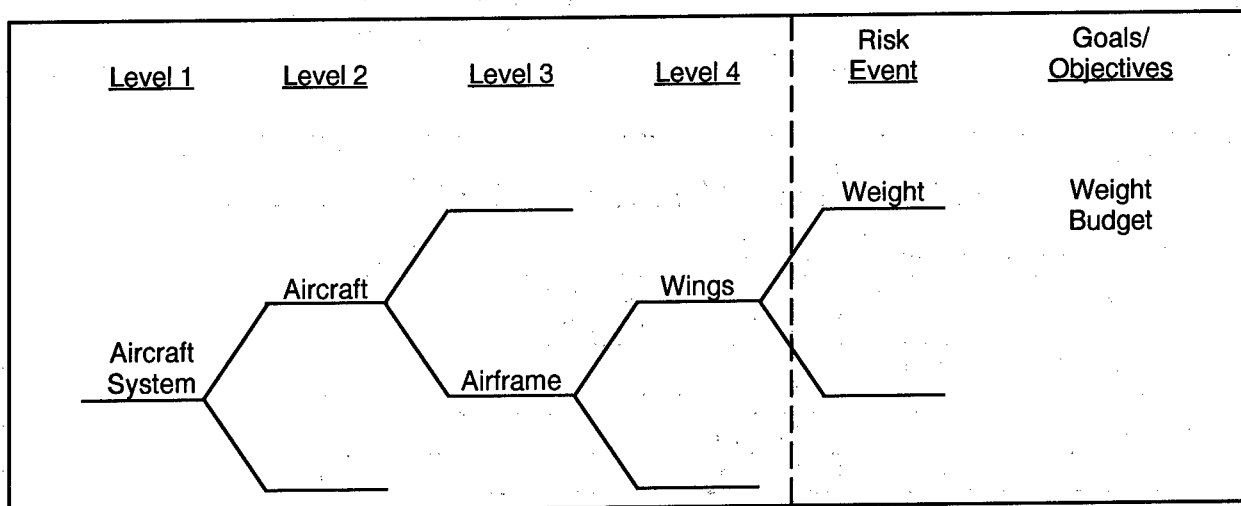 Level 1
Level 2
Level 3
Level 4
Risk
Event
Goals/
Objectives
Weight
Weight
Budget
Aircraft
Wings
Aircraft
System
Airframe